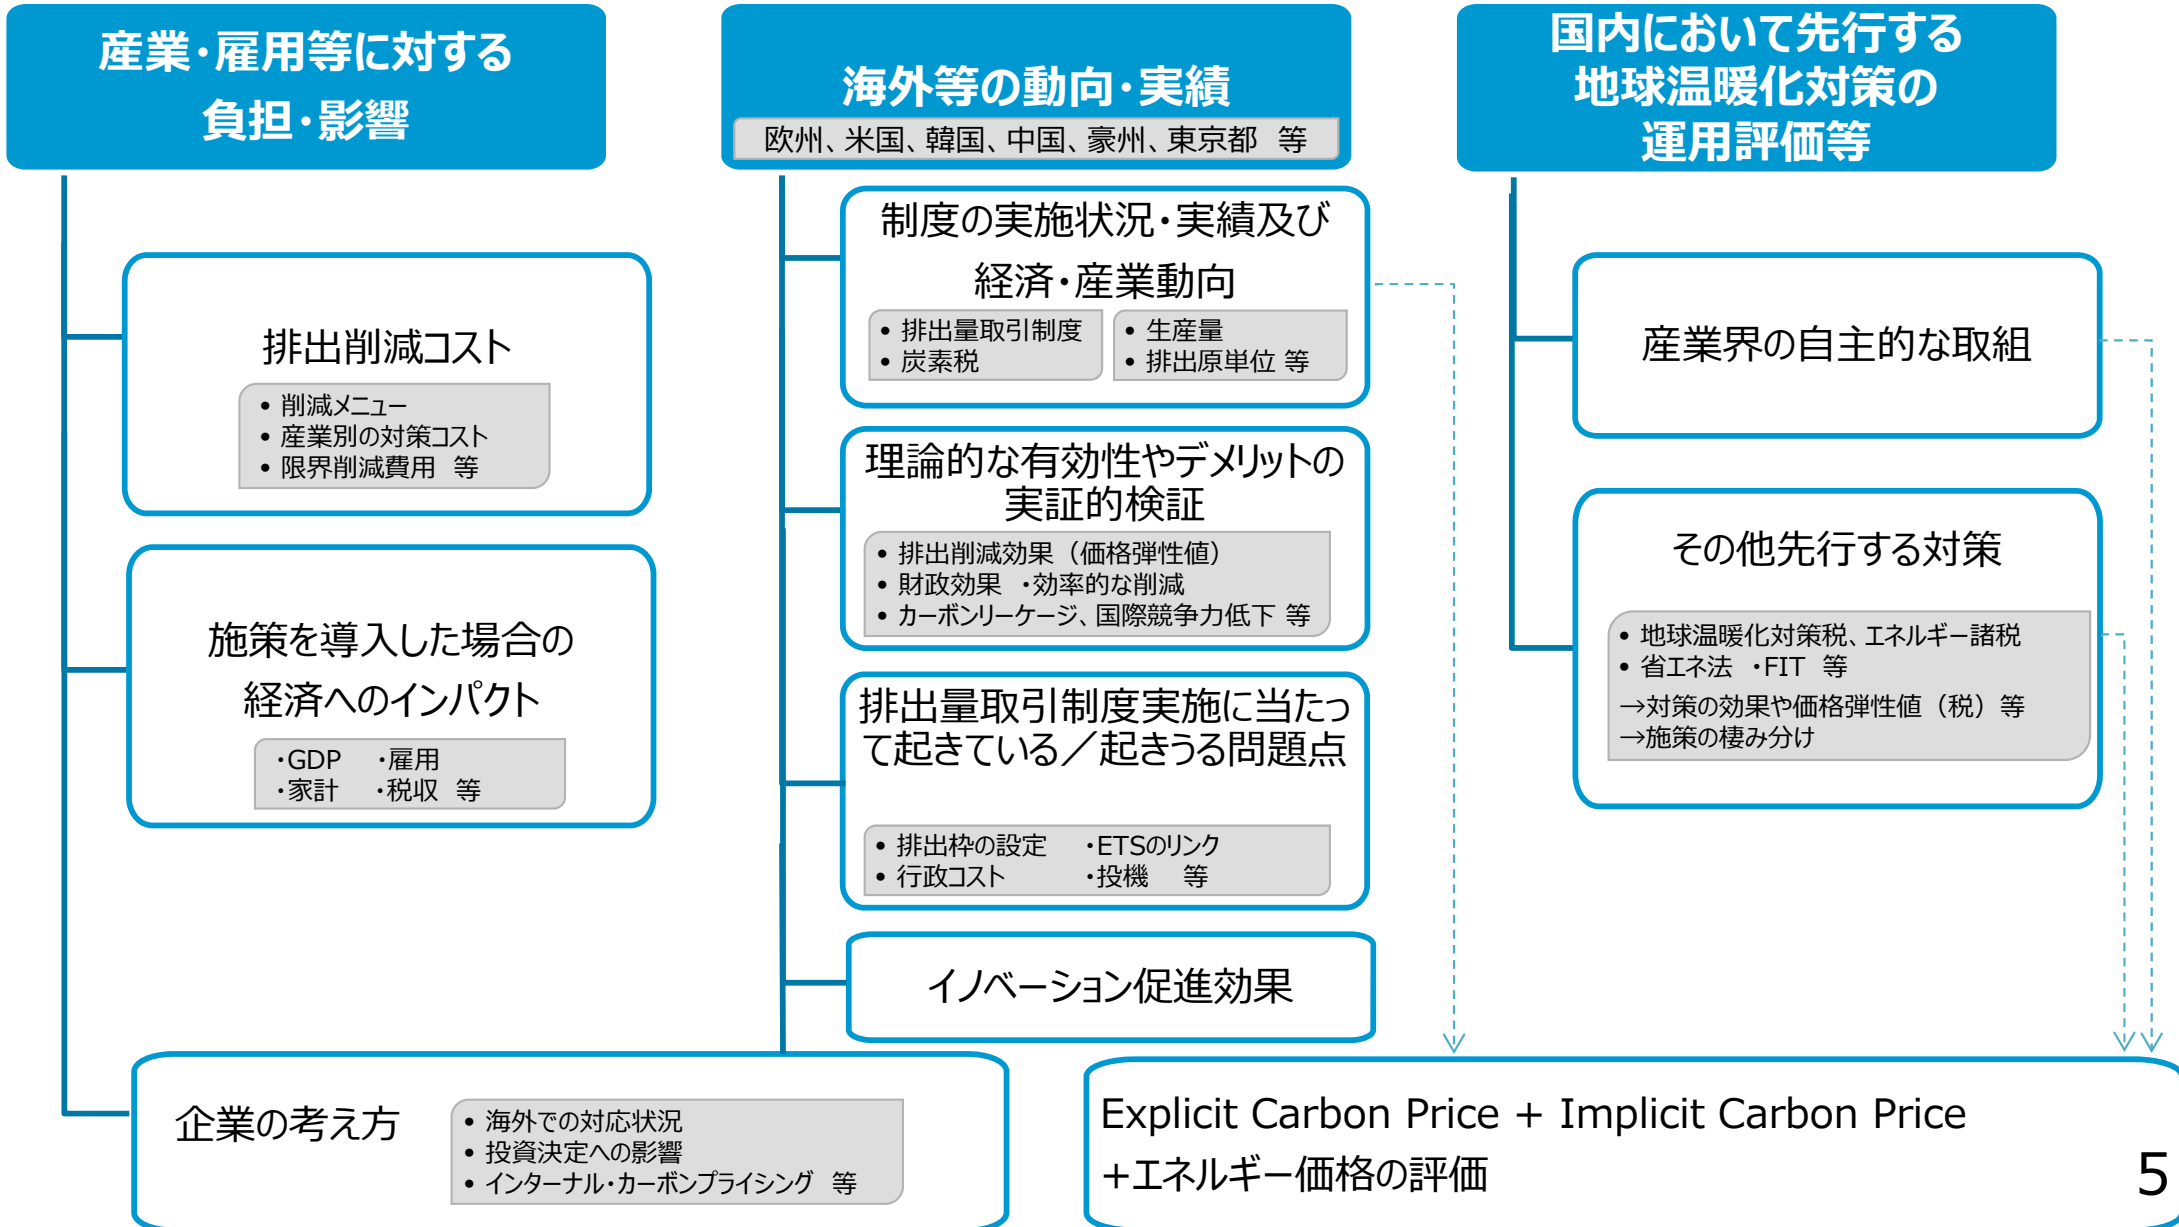 産業・雇用等に対する
負担・影響
排出削減コスト
• 削減メニュー
• 産業別の対策コスト
• 限界削減費用　等
施策を導入した場合の
経済へのインパクト
・GDP　・雇用
・家計　・税収　等
企業の考え方
• 海外での対応状況
• 投資決定への影響
• インターナル・カーボンプライシング　等
海外等の動向・実績
欧州、米国、韓国、中国、豪州、東京都　等
制度の実施状況・実績及び
経済・産業動向
• 排出量取引制度
• 炭素税
• 生産量
• 排出原単位 等
理論的な有効性やデメリットの
実証的検証
• 排出削減効果（価格弾性値）
• 財政効果　・効率的な削減
• カーボンリーケージ、国際競争力低下 等
排出量取引制度実施に当たっ
て起きている／起きうる問題点
• 排出枠の設定　・ETSのリンク
• 行政コスト　・投機　等
イノベーション促進効果
国内において先行する
地球温暖化対策の
運用評価等
産業界の自主的な取組
その他先行する対策
• 地球温暖化対策税、エネルギー諸税
• 省エネ法　・FIT　等
→対策の効果や価格弾性値（税）等
→施策の棲み分け
Explicit Carbon Price + Implicit Carbon Price
+エネルギー価格の評価
5